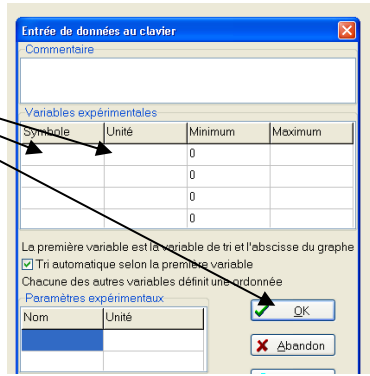 Entrée de données au clavier
Commentaire
Variables expérimentales
Symbole Unité Minimum Maximum
0
0
0
0
La première variable est la variable de tri et l'abscisse du graphe
Tri automatique selon la première variable
Chacune des autres variables définit une ordonnée
Paramètres expérimentaux
Nom Unité
OK
Abandon